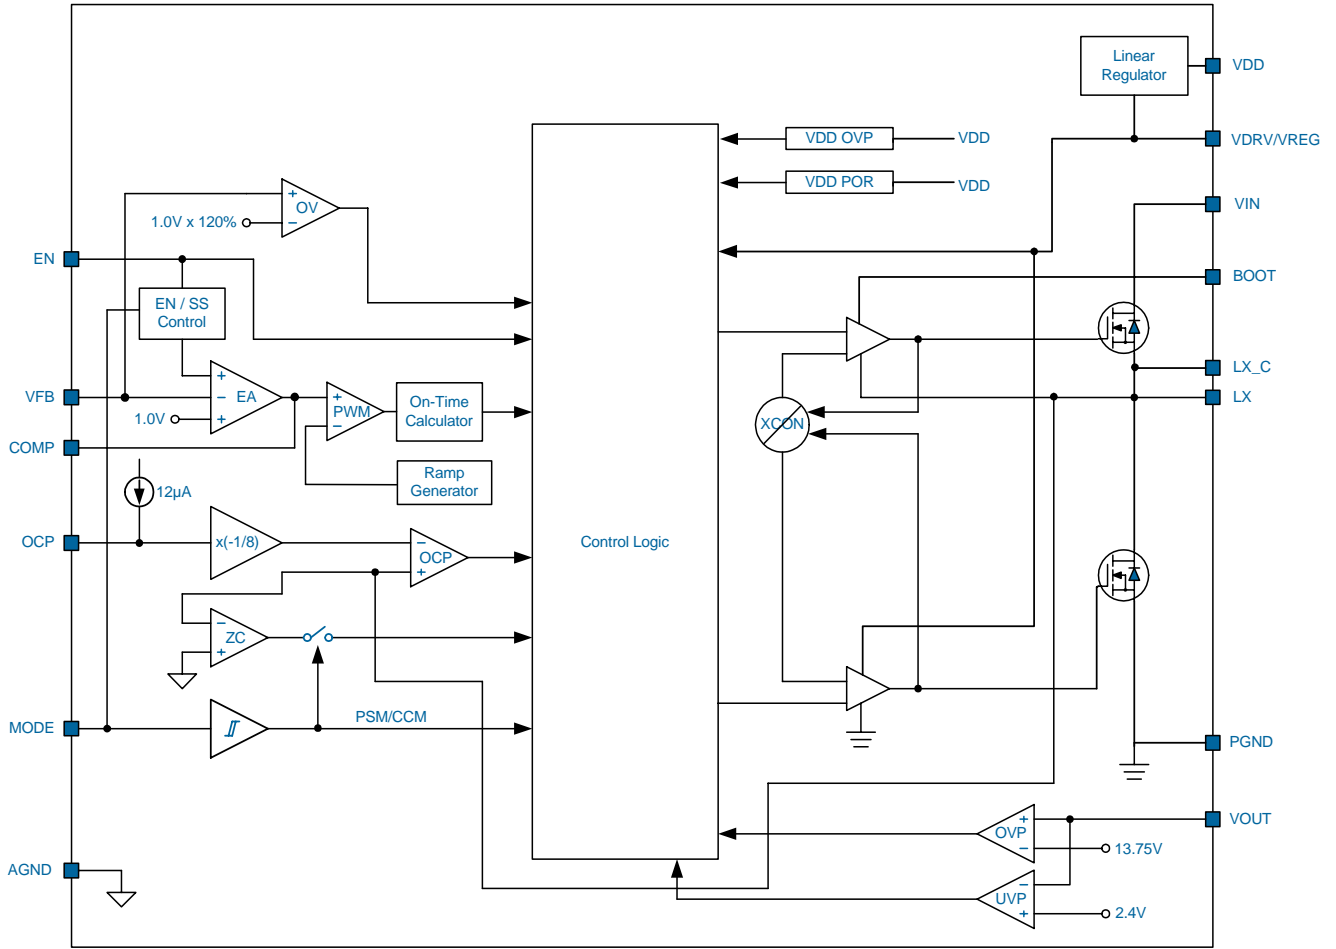 Linear
Regulator
VDD
VDD OVP
VDD
VDRV/VREG
VDD POR
VDD
VIN
+
OV
−
1.0V x 120%
EN
BOOT
EN / SS
Control
LX_C
+
VFB
−
EA
+
1.0V
+
PWM
−
On-Time
Calculator
LX
XCON
COMP
Ramp
Generator
12µA
OCP
x(-1/8)
−
OCP
+
Control Logic
−
ZC
+
MODE
PSM/CCM
PGND
+
OVP
−
VOUT
13.75V
AGND
−
UVP
+
2.4V